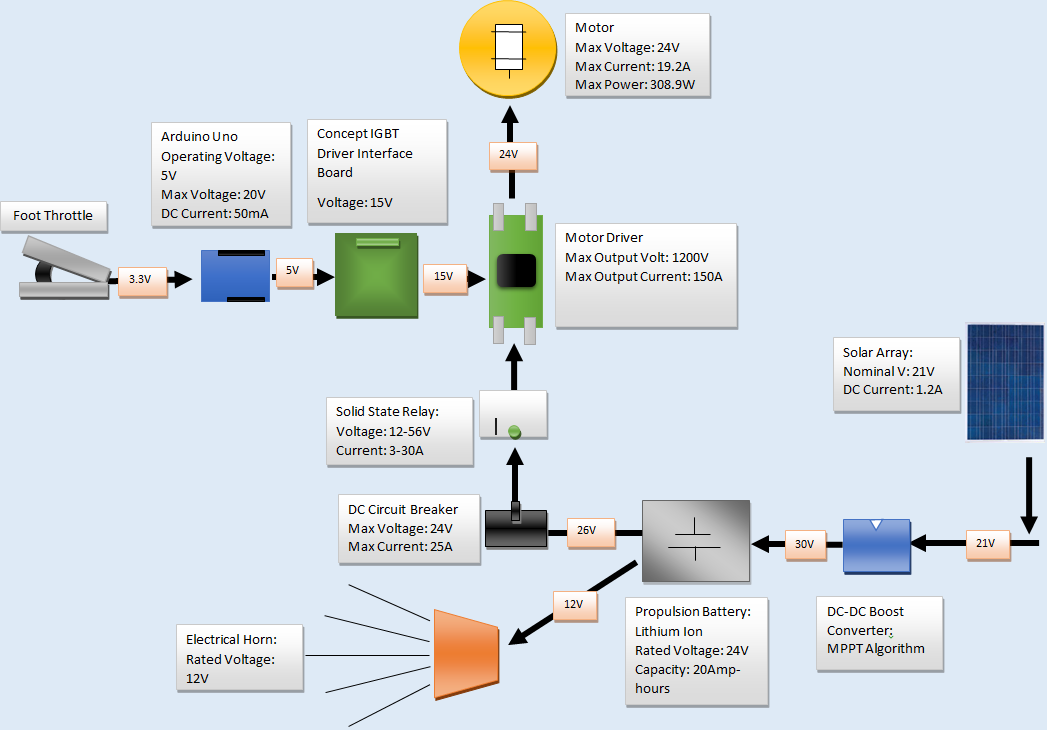 Motor
Max Voltage: 24V
Max Current: 19.2A
Max Power: 308.9W
24V
Arduino Uno
Operating Voltage:
5V
Max Voltage: 20V
DC Current: 50mA
Concept IGBT
Driver Interface
Board
Voltage: 15V
Foot Throttle
3.3V
5V
15V
Motor Driver
Max Output Volt: 1200V
Max Output Current: 150A
Solar Array:
Nominal V: 21V
DC Current: 1.2A
Solid State Relay:
Voltage: 12-56V
Current: 3-30A
DC Circuit Breaker
Max Voltage: 24V
Max Current: 25A
26V
30V
21V
12V
Propulsion Battery:
Lithium Ion
Rated Voltage: 24V
Capacity: 20Amp-
hours
DC-DC Boost
Converter;
MPPT Algorithm
Electrical Horn:
Rated Voltage:
12V